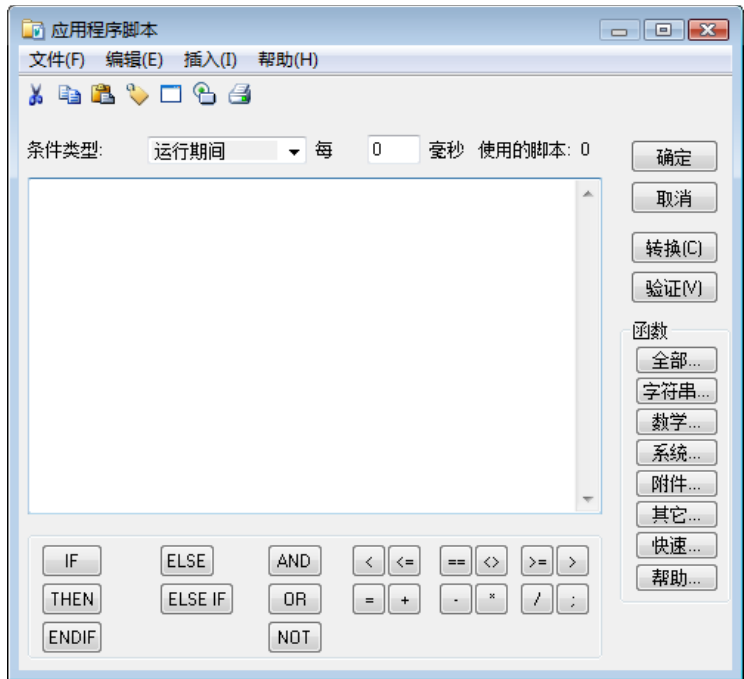 应用程序脚本
文件(F) 编辑(E) 插入(I) 帮助(H)
条件类型: 运行期间 每 0 毫秒 使用的脚本: 0
确定
取消
转换(C)
验证(V)
函数
全部...
字符串...
数学...
系统...
附件...
其它...
快速...
帮助...
IF ELSE AND < <= == <> >= >
THEN ELSE IF OR = + - * / ;
ENDIF NOT